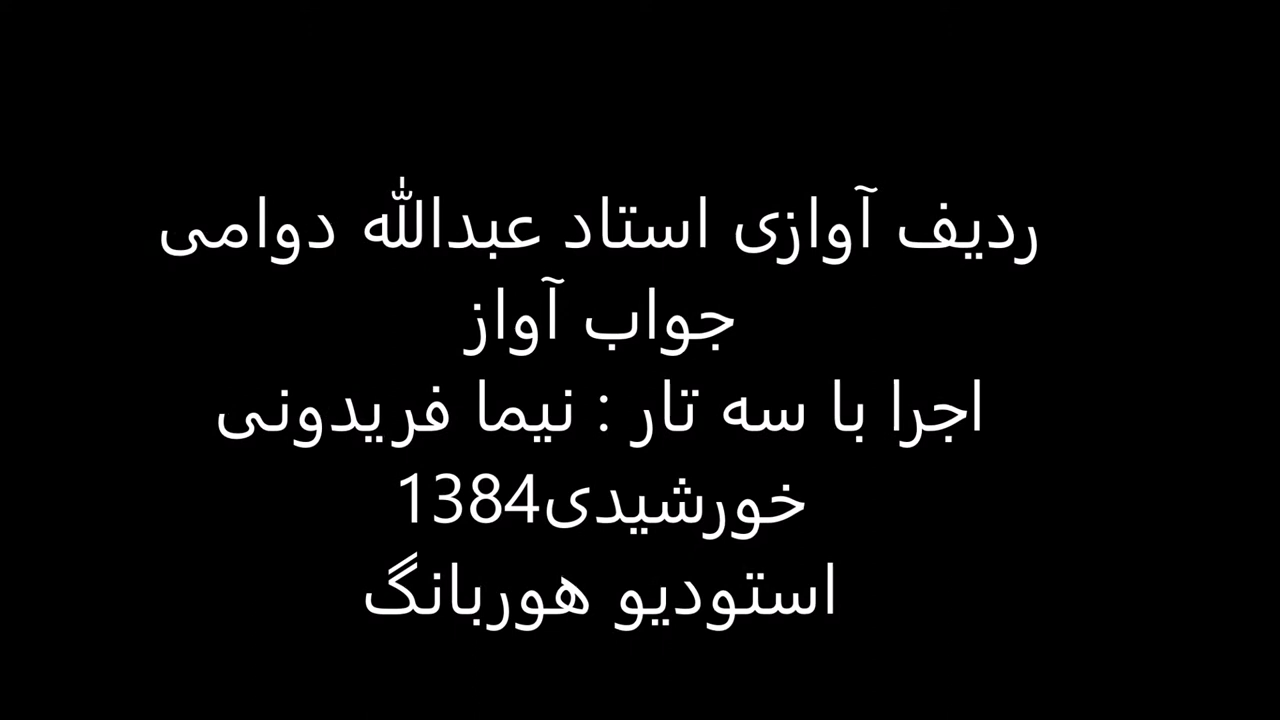 ردیف آوازی استاد عبدالله دوامی
جواب آواز
اجرا با سه تار : نیما فریدونی
خورشیدی1384
استودیو هوربانگ